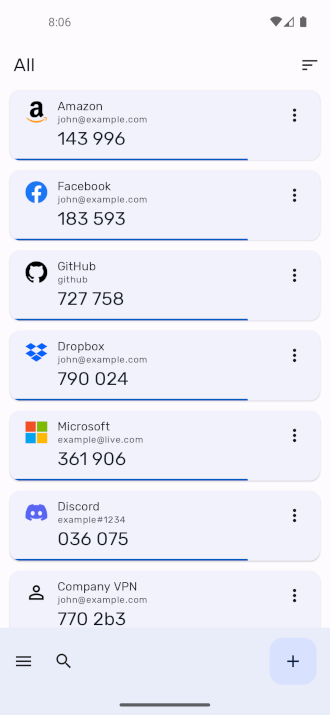 8:06
All
Amazon
john@example.com
143 996
Facebook
john@example.com
183 593
GitHub
github
727 758
Dropbox
john@example.com
790 024
Microsoft
example@live.com
361 906
Discord
example#1234
036 075
Company VPN
john@example.com
770 2b3